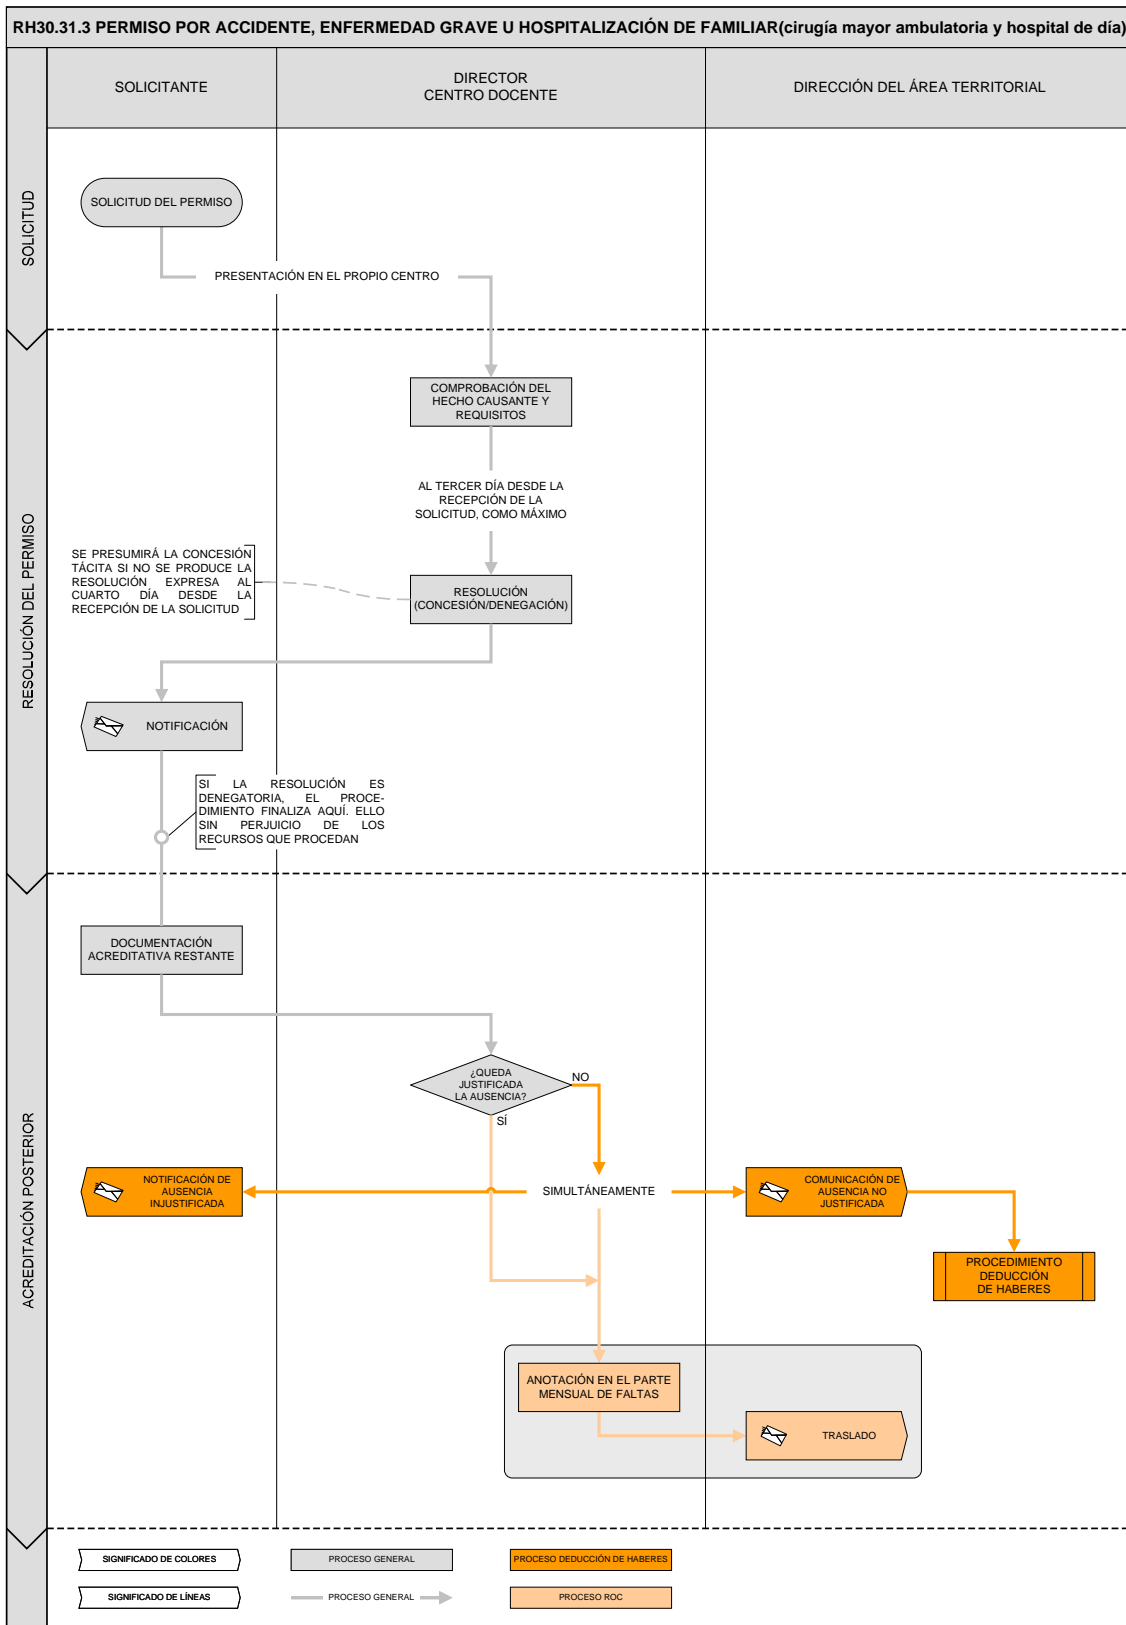 RH30.31.3 PERMISO POR ACCIDENTE, ENFERMEDAD GRAVE U HOSPITALIZACIÓN DE FAMILIAR(cirugía mayor ambulatoria y hospital de día)
SOLICITANTE
DIRECTOR
CENTRO DOCENTE
DIRECCIÓN DEL ÁREA TERRITORIAL
SOLICITUD
SOLICITUD DEL PERMISO
PRESENTACIÓN EN EL PROPIO CENTRO
RESOLUCIÓN DEL PERMISO
COMPROBACIÓN DEL
HECHO CAUSANTE Y
REQUISITOS
AL TERCER DÍA DESDE LA
RECEPCIÓN DE LA
SOLICITUD, COMO MÁXIMO
SE PRESUMIRÁ LA CONCESIÓN
TÁCITA SI NO SE PRODUCE LA
RESOLUCIÓN EXPRESA AL
CUARTO DÍA DESDE LA
RECEPCIÓN DE LA SOLICITUD
RESOLUCIÓN
(CONCESIÓN/DENEGACIÓN)
NOTIFICACIÓN
SI LA RESOLUCIÓN ES
DENEGATORIA, EL PROCE-
DIMIENTO FINALIZA AQUÍ. ELLO
SIN PERJUICIO DE LOS
RECURSOS QUE PROCEDAN
ACREDITACIÓN POSTERIOR
DOCUMENTACIÓN
ACREDITATIVA RESTANTE
¿QUEDA
JUSTIFICADA
LA AUSENCIA?
NO
SÍ
NOTIFICACIÓN DE
AUSENCIA
INJUSTIFICADA
SIMULTÁNEAMENTE
COMUNICACIÓN DE
AUSENCIA NO
JUSTIFICADA
PROCEDIMIENTO
DEDUCCIÓN
DE HABERES
ANOTACIÓN EN EL PARTE
MENSUAL DE FALTAS
TRASLADO
SIGNIFICADO DE COLORES
PROCESO GENERAL
PROCESO DEDUCCIÓN DE HABERES
SIGNIFICADO DE LÍNEAS
PROCESO GENERAL
PROCESO ROC